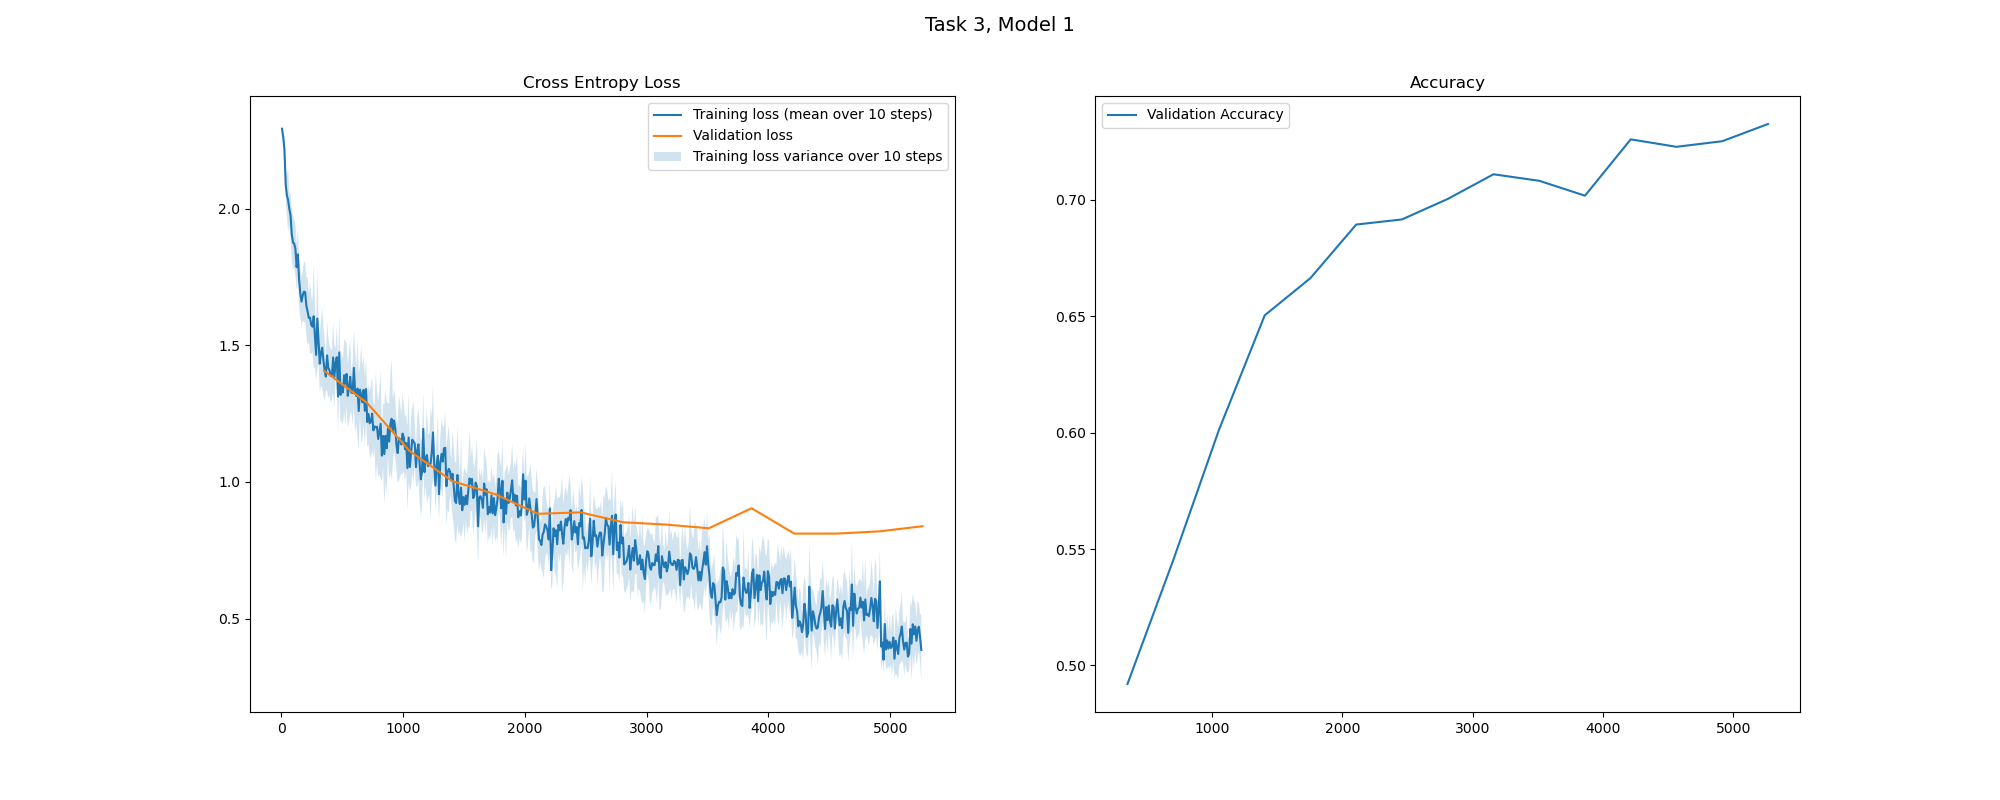 Task 3, Model 1
Cross Entropy Loss
Training loss (mean over 10 steps)
Validation loss
Training loss variance over 10 steps
2.0
1.5
1.0
0.5
0
1000
2000
3000
4000
5000
Accuracy
Validation Accuracy
0.70
0.65
0.60
0.55
0.50
1000
2000
3000
4000
5000